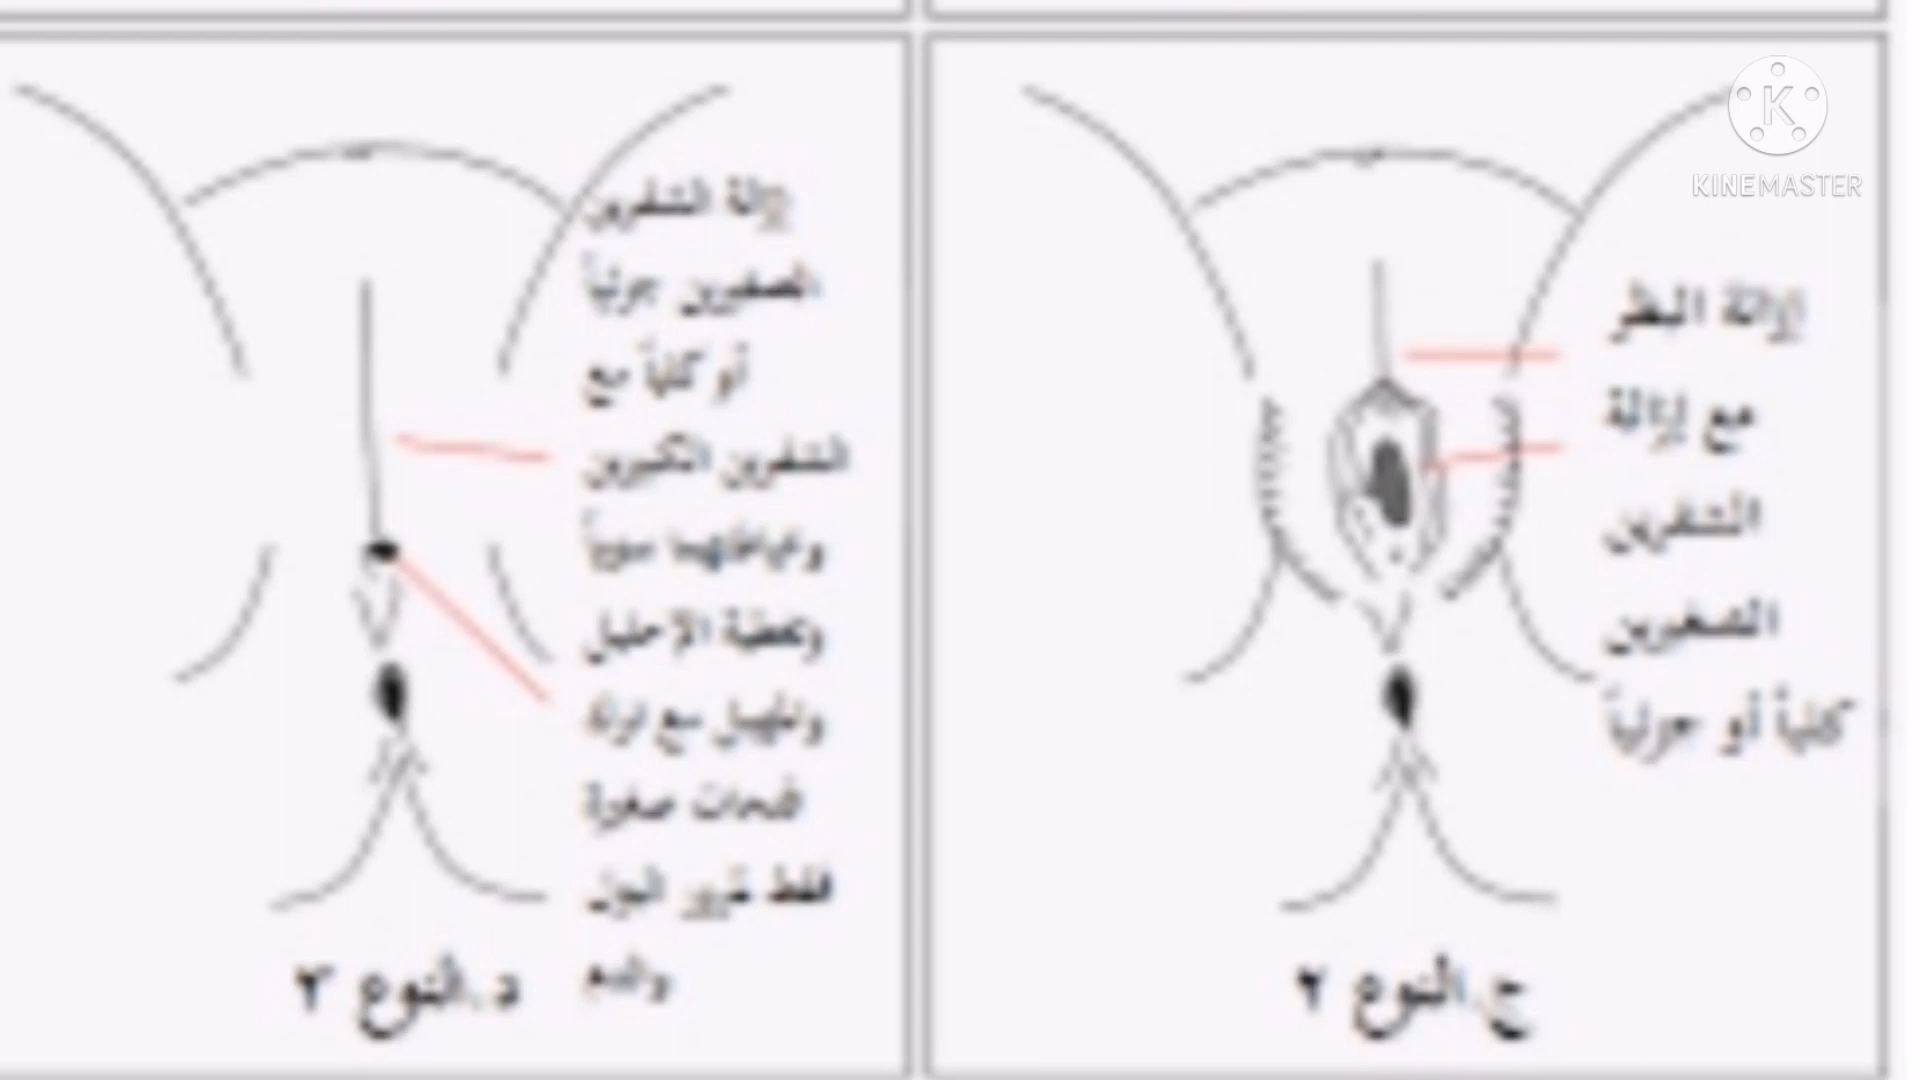 KINEMASTER
إزالة البظر
مع إزالة
الشفرين
الصغيرين
كلياً أو جزئياً
ج.النوع ٢
إزالة الشفرين
الصغيرين جزئياً
أو كلياً مع
الشفرين الكبيرين
وخياطتهما سوياً
وتغطية الإحليل
والمهبل مع ترك
فتحات صغيرة
فقط لمرور البول
والدم
د.النوع ٣